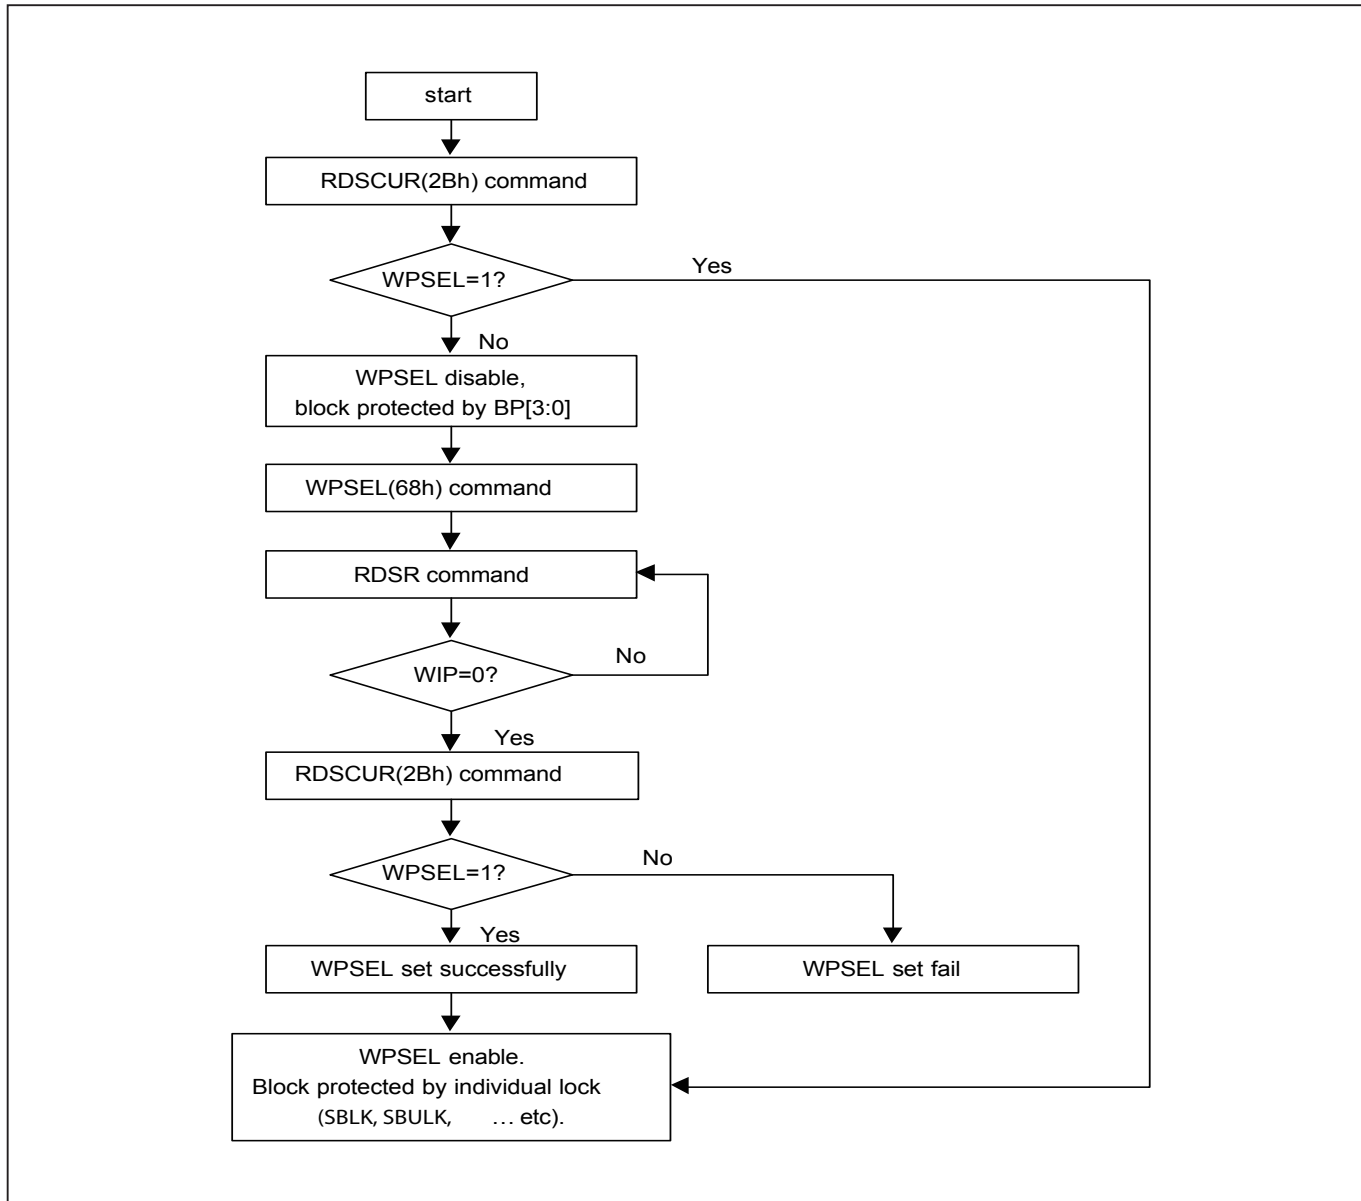 start
RDSCUR(2Bh) command
WPSEL=1?
Yes
No
WPSEL disable,
block protected by BP[3:0]
WPSEL(68h) command
RDSR command
WIP=0?
No
Yes
RDSCUR(2Bh) command
WPSEL=1?
No
Yes
WPSEL set successfully
WPSEL set fail
WPSEL enable.
Block protected by individual lock
(SBLK, SBULK, … etc).